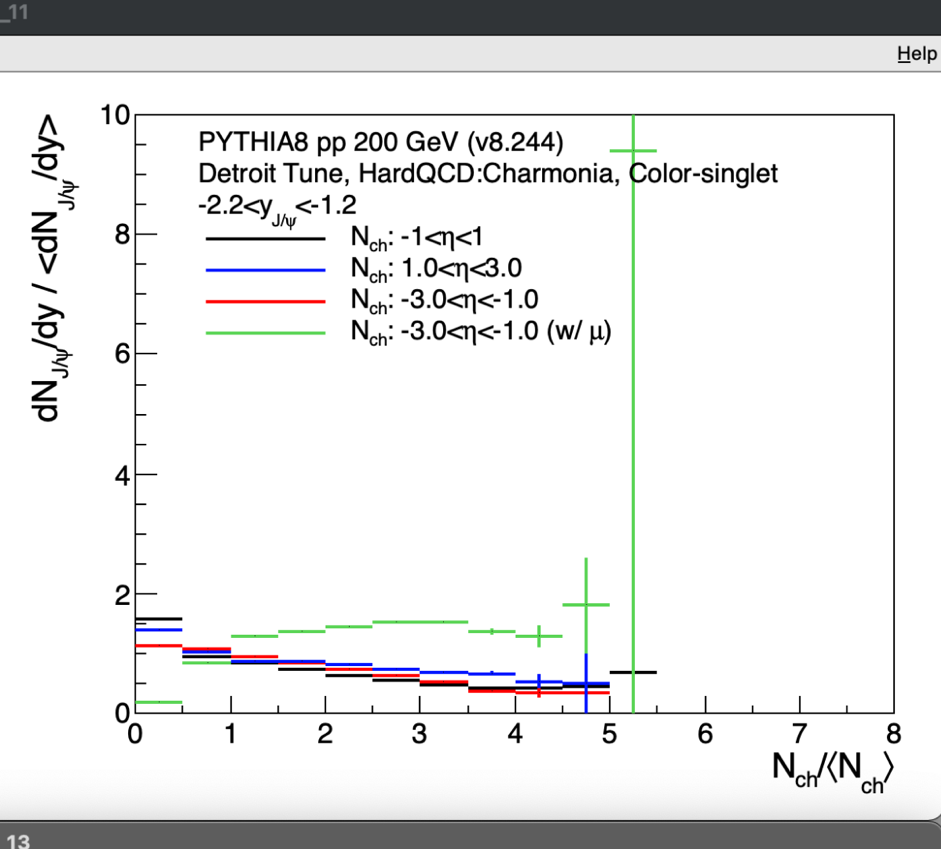 _11
Help
dN_J/ψ/dy / <dN_J/ψ/dy>
10
8
6
4
2
0
PYTHIA8 pp 200 GeV (v8.244)
Detroit Tune, HardQCD:Charmonia, Color-singlet
-2.2<y_J/ψ<-1.2
N_ch: -1<η<1
N_ch: 1.0<η<3.0
N_ch: -3.0<η<-1.0
N_ch: -3.0<η<-1.0 (w/ μ)
0 1 2 3 4 5 6 7 8
N_ch/⟨N_ch⟩
13